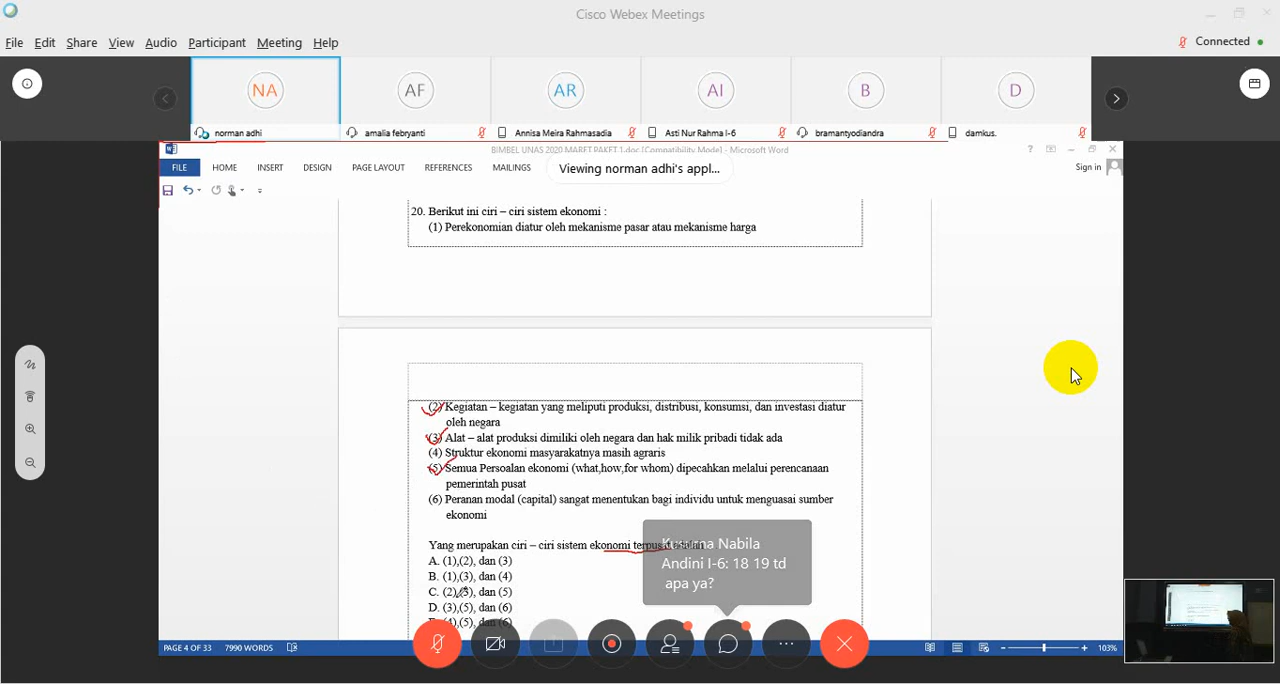 Cisco Webex Meetings
File Edit Share View Audio Participant Meeting Help
Connected
NA AF AR AI B D
norman adhi amalia febryanti Annisa Meira Rahmasadia Asti Nur Rahma I-6 bramantyodiandra damkus.
BIMBEL UNAS 2020 MARET PAKET 1.doc [Compatibility Mode] - Microsoft Word
FILE HOME INSERT DESIGN PAGE LAYOUT REFERENCES MAILINGS
Viewing norman adhi's appl...
Sign in
20. Berikut ini ciri – ciri sistem ekonomi :
(1) Perekonomian diatur oleh mekanisme pasar atau mekanisme harga
(2) Kegiatan – kegiatan yang meliputi produksi, distribusi, konsumsi, dan investasi diatur
oleh negara
(3) Alat – alat produksi dimiliki oleh negara dan hak milik pribadi tidak ada
(4) Struktur ekonomi masyarakatnya masih agraris
(5) Semua Persoalan ekonomi (what,how,for whom) dipecahkan melalui perencanaan
pemerintah pusat
(6) Peranan modal (capital) sangat menentukan bagi individu untuk menguasai sumber
ekonomi
Yang merupakan ciri – ciri sistem ekonomi
A. (1),(2), dan (3)
B. (1),(3), dan (4)
C. (2),(3), dan (5)
D. (3),(5), dan (6)
(4),(5), dan (6)
Nabila
Andini I-6: 18 19 td
apa ya?
PAGE 4 OF 33 7990 WORDS
103%